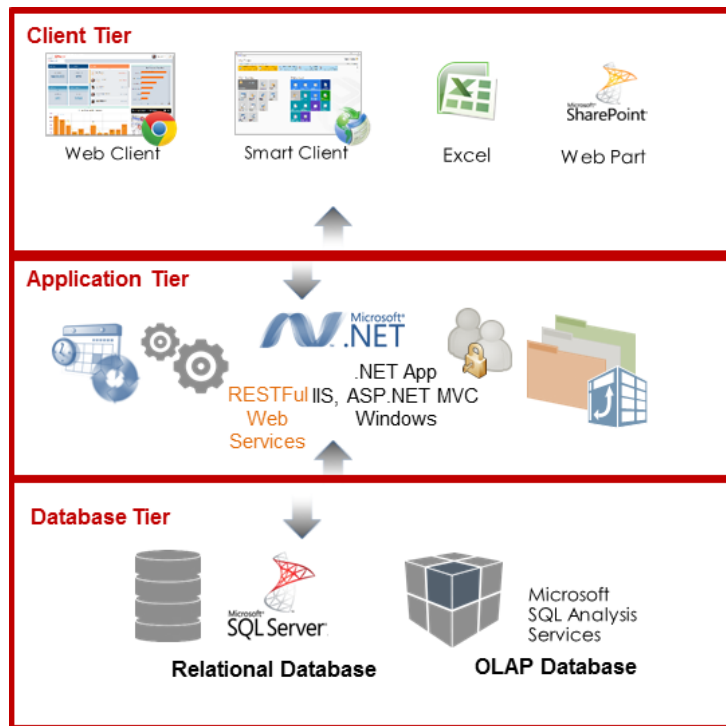 Client Tier
Web Client
Smart Client
Excel
Microsoft®
SharePoint®
Web Part
Application Tier
Microsoft®
.NET
.NET App
RESTFul
IIS, ASP.NET MVC
Web
Windows
Services
Database Tier
Microsoft®
SQL Server®
Relational Database
Microsoft
SQL Analysis
Services
OLAP Database